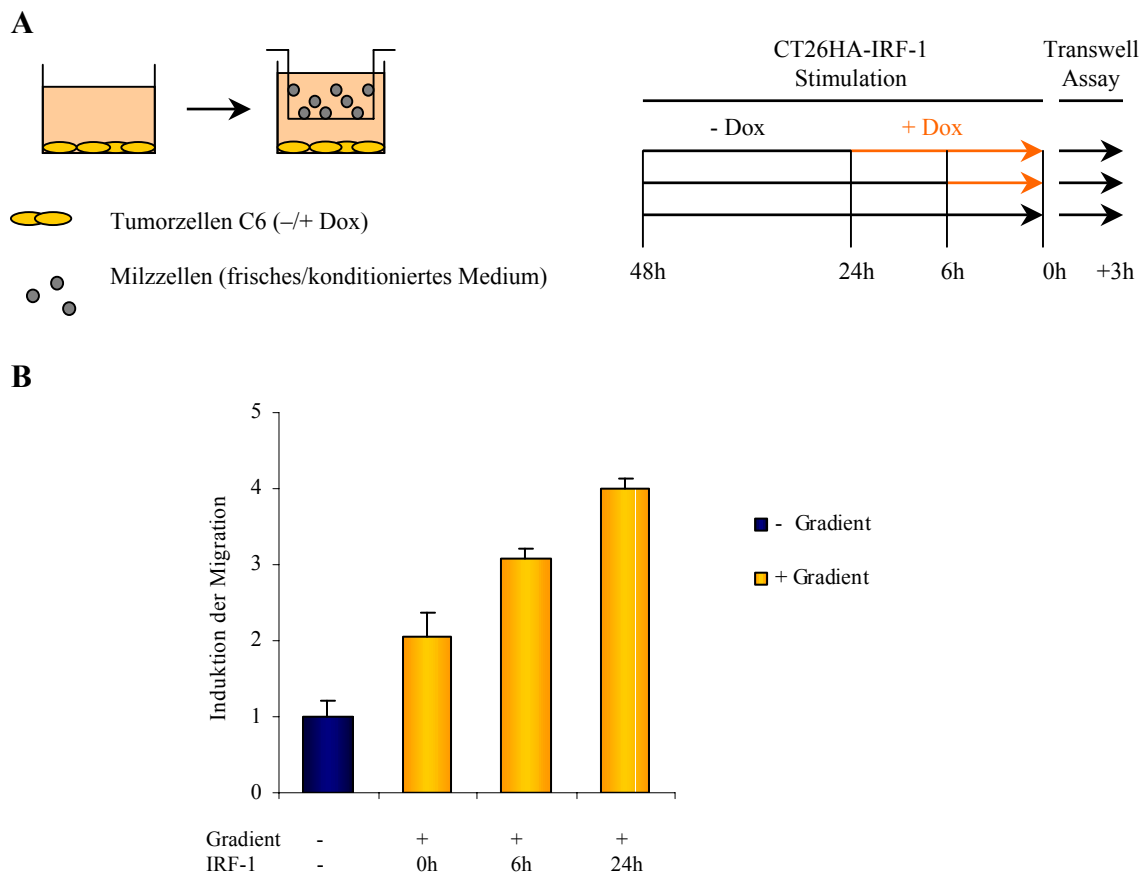 A
CT26HA-IRF-1
Stimulation
Transwell
Assay
- Dox
+ Dox
48h
24h
6h
0h
+3h
Tumorzellen C6 (–/+ Dox)
Milzzellen (frisches/konditioniertes Medium)
B
Induktion der Migration
5
4
3
2
1
0
- Gradient
+ Gradient
Gradient - + + +
IRF-1 - 0h 6h 24h